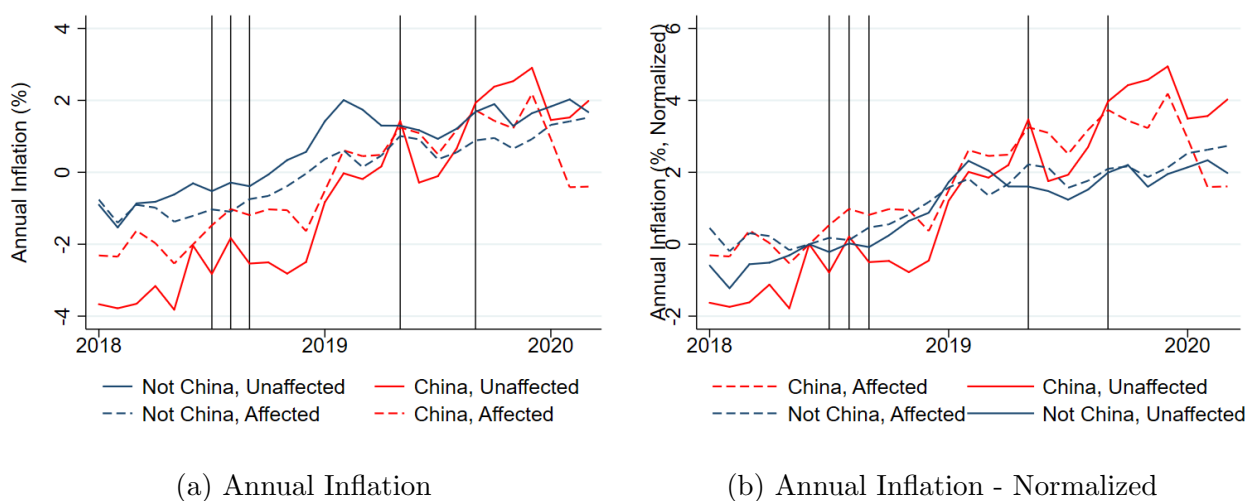 Annual Inflation (%)
4
2
0
-2
-4
2018 2019 2020
Not China, Unaffected China, Unaffected
Not China, Affected China, Affected
(a) Annual Inflation
Annual Inflation (%, Normalized)
6
4
2
0
-2
2018 2019 2020
China, Affected China, Unaffected
Not China, Affected Not China, Unaffected
(b) Annual Inflation - Normalized